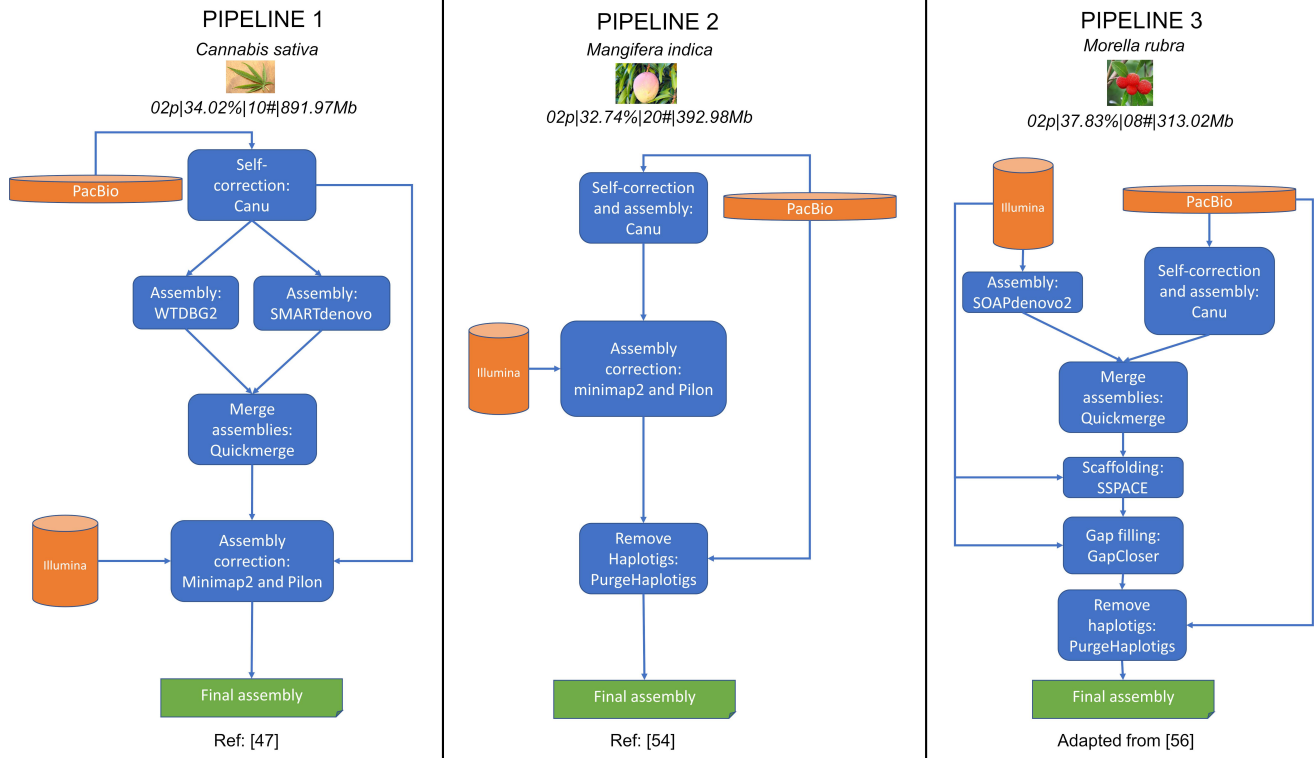 PIPELINE 1
Cannabis sativa
02p|34.02%|10#|891.97Mb
Self-
correction:
Canu
PacBio
Assembly:
WTDBG2
Assembly:
SMARTdenovo
Merge
assemblies:
Quickmerge
Illumina
Assembly
correction:
Minimap2 and Pilon
Final assembly
Ref: [47]
PIPELINE 2
Mangifera indica
02p|32.74%|20#|392.98Mb
Self-correction
and assembly:
Canu
PacBio
Illumina
Assembly
correction:
minimap2 and Pilon
Remove
Haplotigs:
PurgeHaplotigs
Final assembly
Ref: [54]
PIPELINE 3
Morella rubra
02p|37.83%|08#|313.02Mb
Illumina
PacBio
Assembly:
SOAPdenovo2
Self-correction
and assembly:
Canu
Merge
assemblies:
Quickmerge
Scaffolding:
SSPACE
Gap filling:
GapCloser
Remove
haplotigs:
PurgeHaplotigs
Final assembly
Adapted from [56]